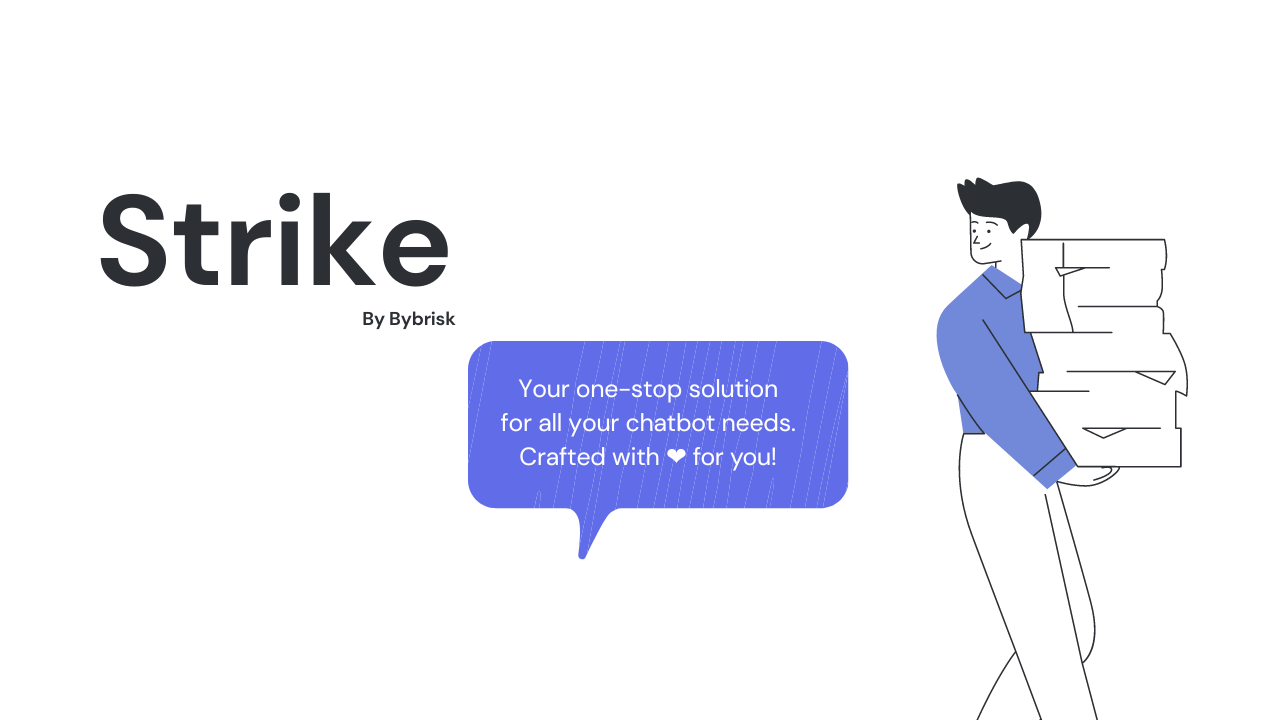 Strike
By Bybrisk
Your one-stop solution
for all your chatbot needs.
Crafted with ❤ for you!